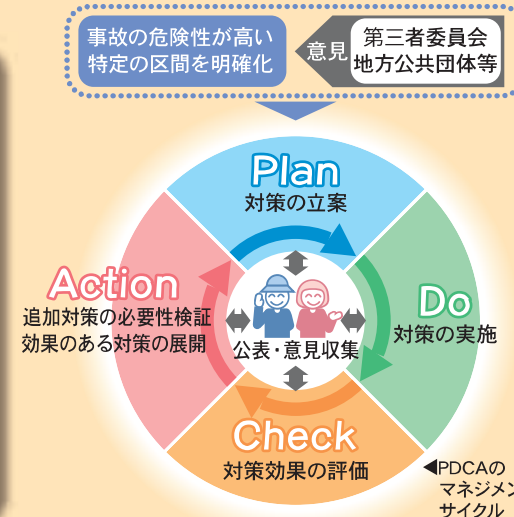 事故の危険性が高い
特定の区間を明確化
意見
第三者委員会
地方公共団体等
Plan
対策の立案
Do
対策の実施
Check
対策効果の評価
Action
追加対策の必要性検証
効果のある対策の展開
公表・意見収集
◀PDCAの
マネジメン
サイクル